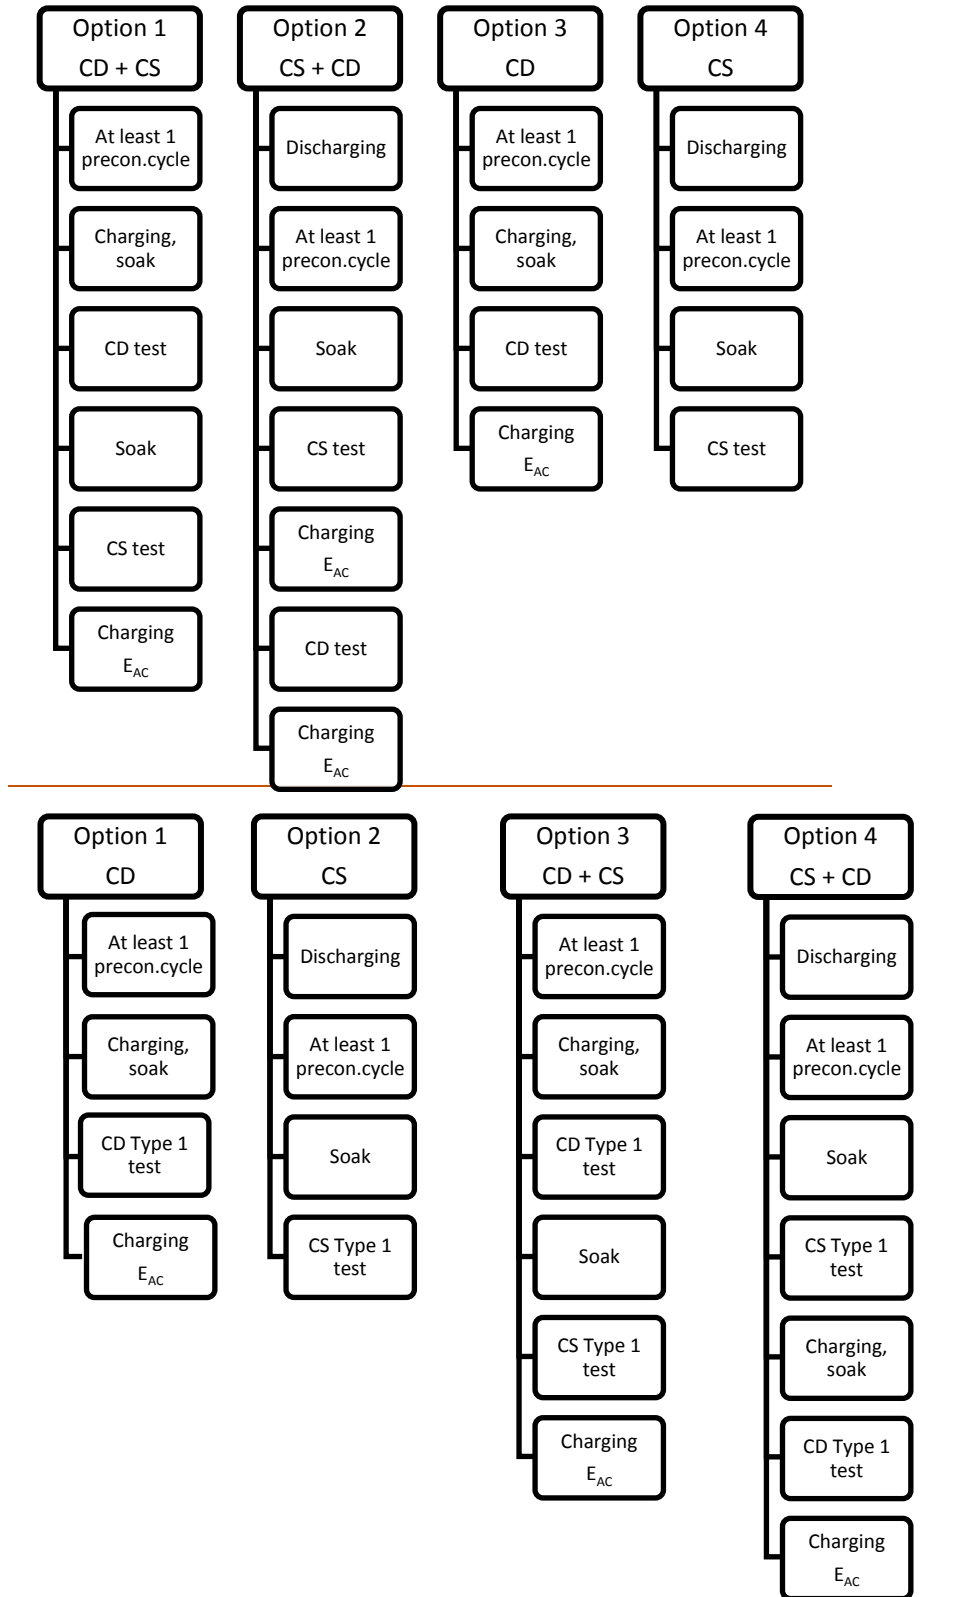 Option 1
CD + CS
At least 1
precon.cycle
Charging,
soak
CD test
Soak
CS test
Charging
EAC
Option 2
CS + CD
Discharging
At least 1
precon.cycle
Soak
CS test
Charging
EAC
CD test
Charging
EAC
Option 3
CD
At least 1
precon.cycle
Charging,
soak
CD test
Charging
EAC
Option 4
CS
Discharging
At least 1
precon.cycle
Soak
CS test
Option 1
CD
At least 1
precon.cycle
Charging,
soak
CD Type 1
test
Charging
EAC
Option 2
CS
Discharging
At least 1
precon.cycle
Soak
CS Type 1
test
Option 3
CD + CS
At least 1
precon.cycle
Charging,
soak
CD Type 1
test
Soak
CS Type 1
test
Charging
EAC
Option 4
CS + CD
Discharging
At least 1
precon.cycle
Soak
CS Type 1
test
Charging,
soak
CD Type 1
test
Charging
EAC